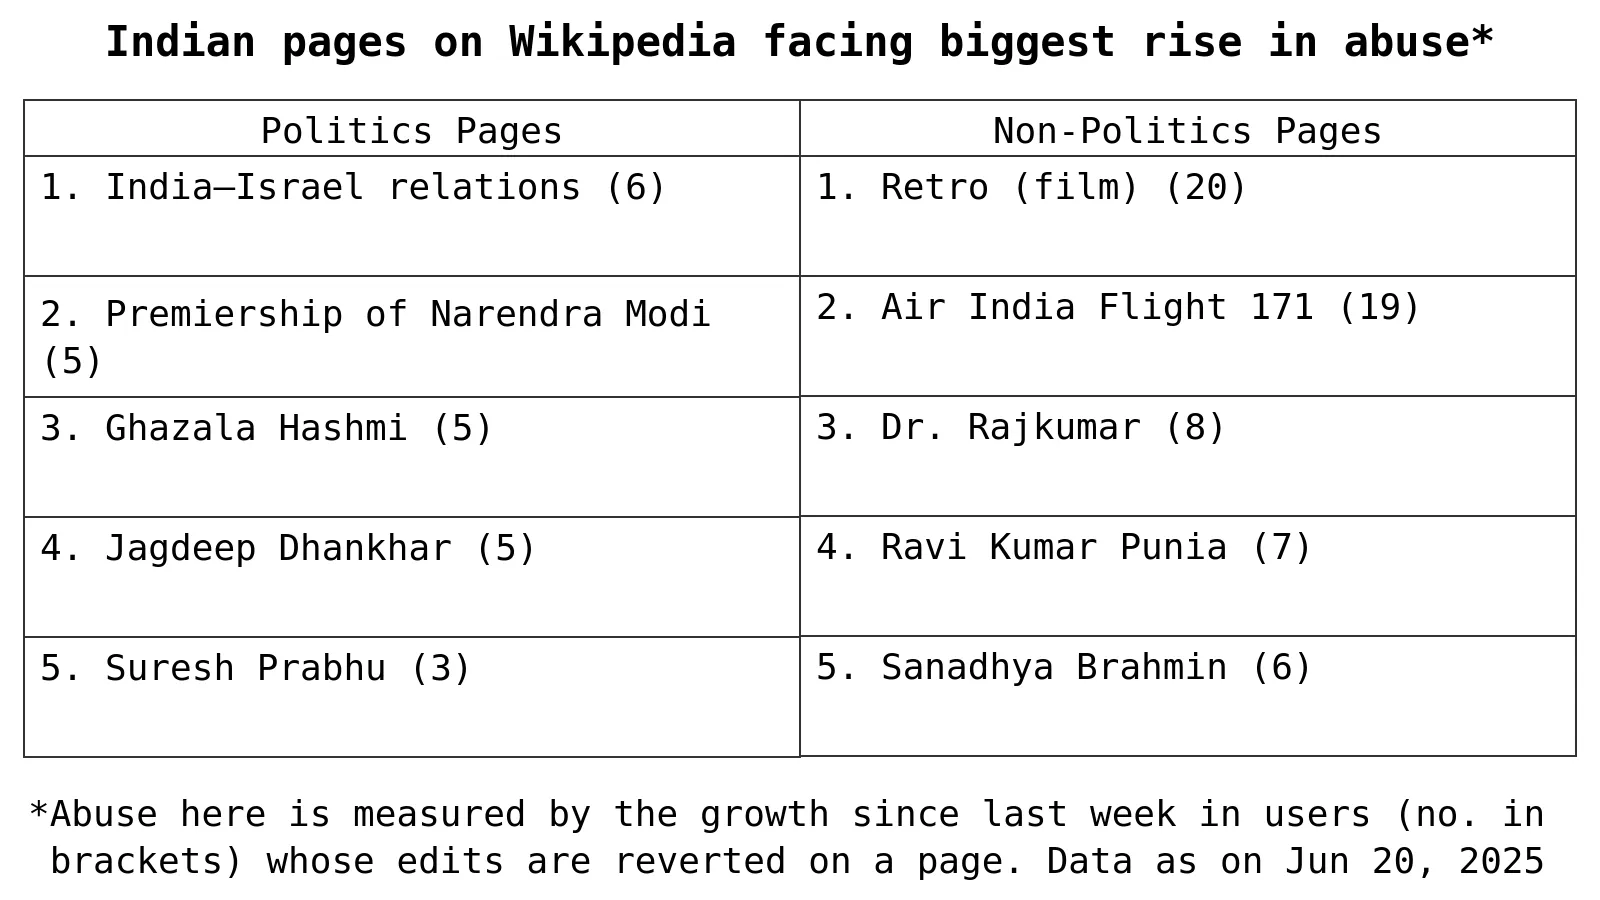 Indian pages on Wikipedia facing biggest rise in abuse*
Politics Pages
Non-Politics Pages
1. India–Israel relations (6)
1. Retro (film) (20)
2. Premiership of Narendra Modi
(5)
2. Air India Flight 171 (19)
3. Ghazala Hashmi (5)
3. Dr. Rajkumar (8)
4. Jagdeep Dhankhar (5)
4. Ravi Kumar Punia (7)
5. Suresh Prabhu (3)
5. Sanadhya Brahmin (6)
*Abuse here is measured by the growth since last week in users (no. in
brackets) whose edits are reverted on a page. Data as on Jun 20, 2025